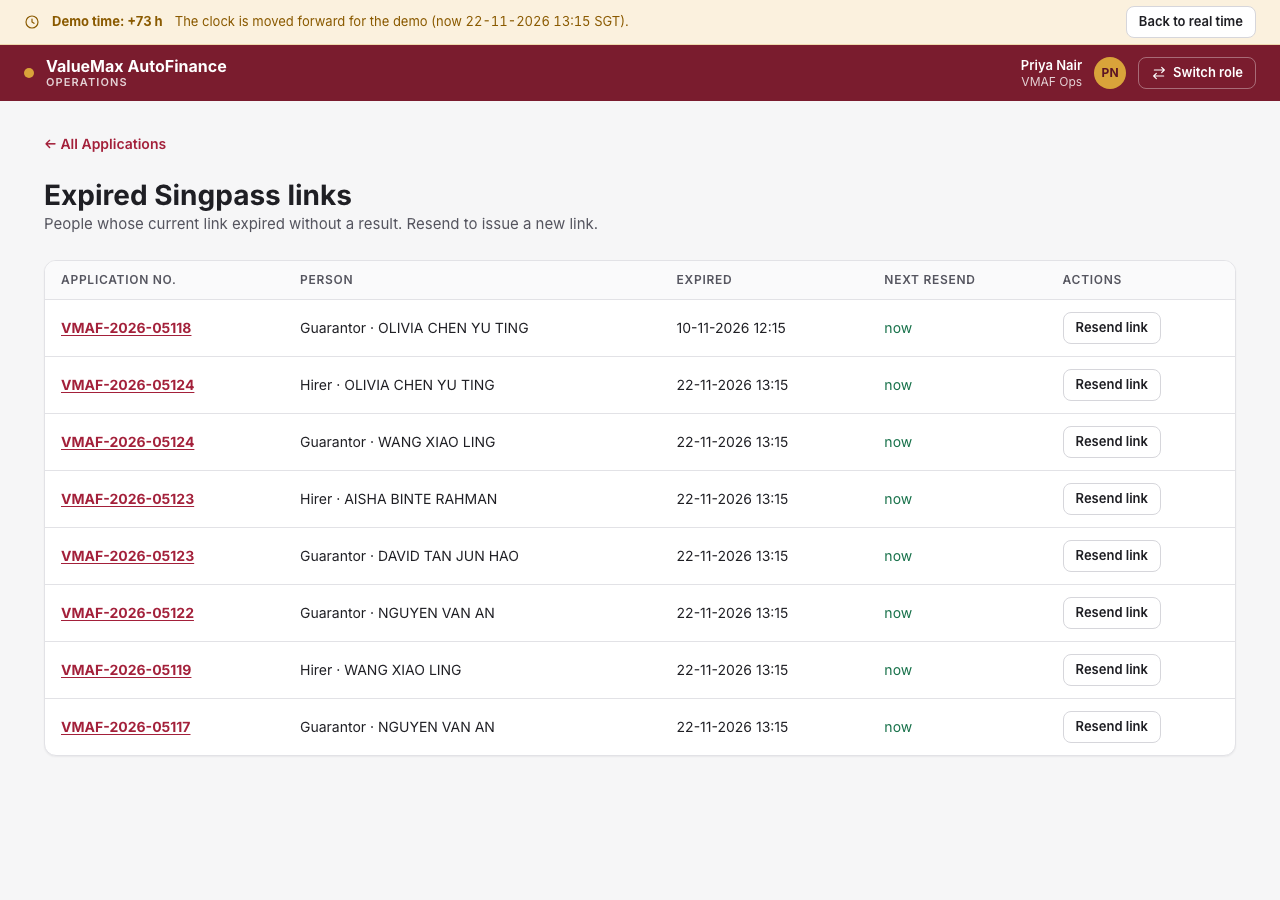 Demo time: +73 h The clock is moved forward for the demo (now 22-11-2026 13:15 SGT). Back to real time
ValueMax AutoFinance
OPERATIONS
Priya Nair
VMAF Ops
PN
Switch role
← All Applications
Expired Singpass links
People whose current link expired without a result. Resend to issue a new link.
APPLICATION NO. PERSON EXPIRED NEXT RESEND ACTIONS
VMAF-2026-05118 Guarantor · OLIVIA CHEN YU TING 10-11-2026 12:15 now Resend link
VMAF-2026-05124 Hirer · OLIVIA CHEN YU TING 22-11-2026 13:15 now Resend link
VMAF-2026-05124 Guarantor · WANG XIAO LING 22-11-2026 13:15 now Resend link
VMAF-2026-05123 Hirer · AISHA BINTE RAHMAN 22-11-2026 13:15 now Resend link
VMAF-2026-05123 Guarantor · DAVID TAN JUN HAO 22-11-2026 13:15 now Resend link
VMAF-2026-05122 Guarantor · NGUYEN VAN AN 22-11-2026 13:15 now Resend link
VMAF-2026-05119 Hirer · WANG XIAO LING 22-11-2026 13:15 now Resend link
VMAF-2026-05117 Guarantor · NGUYEN VAN AN 22-11-2026 13:15 now Resend link